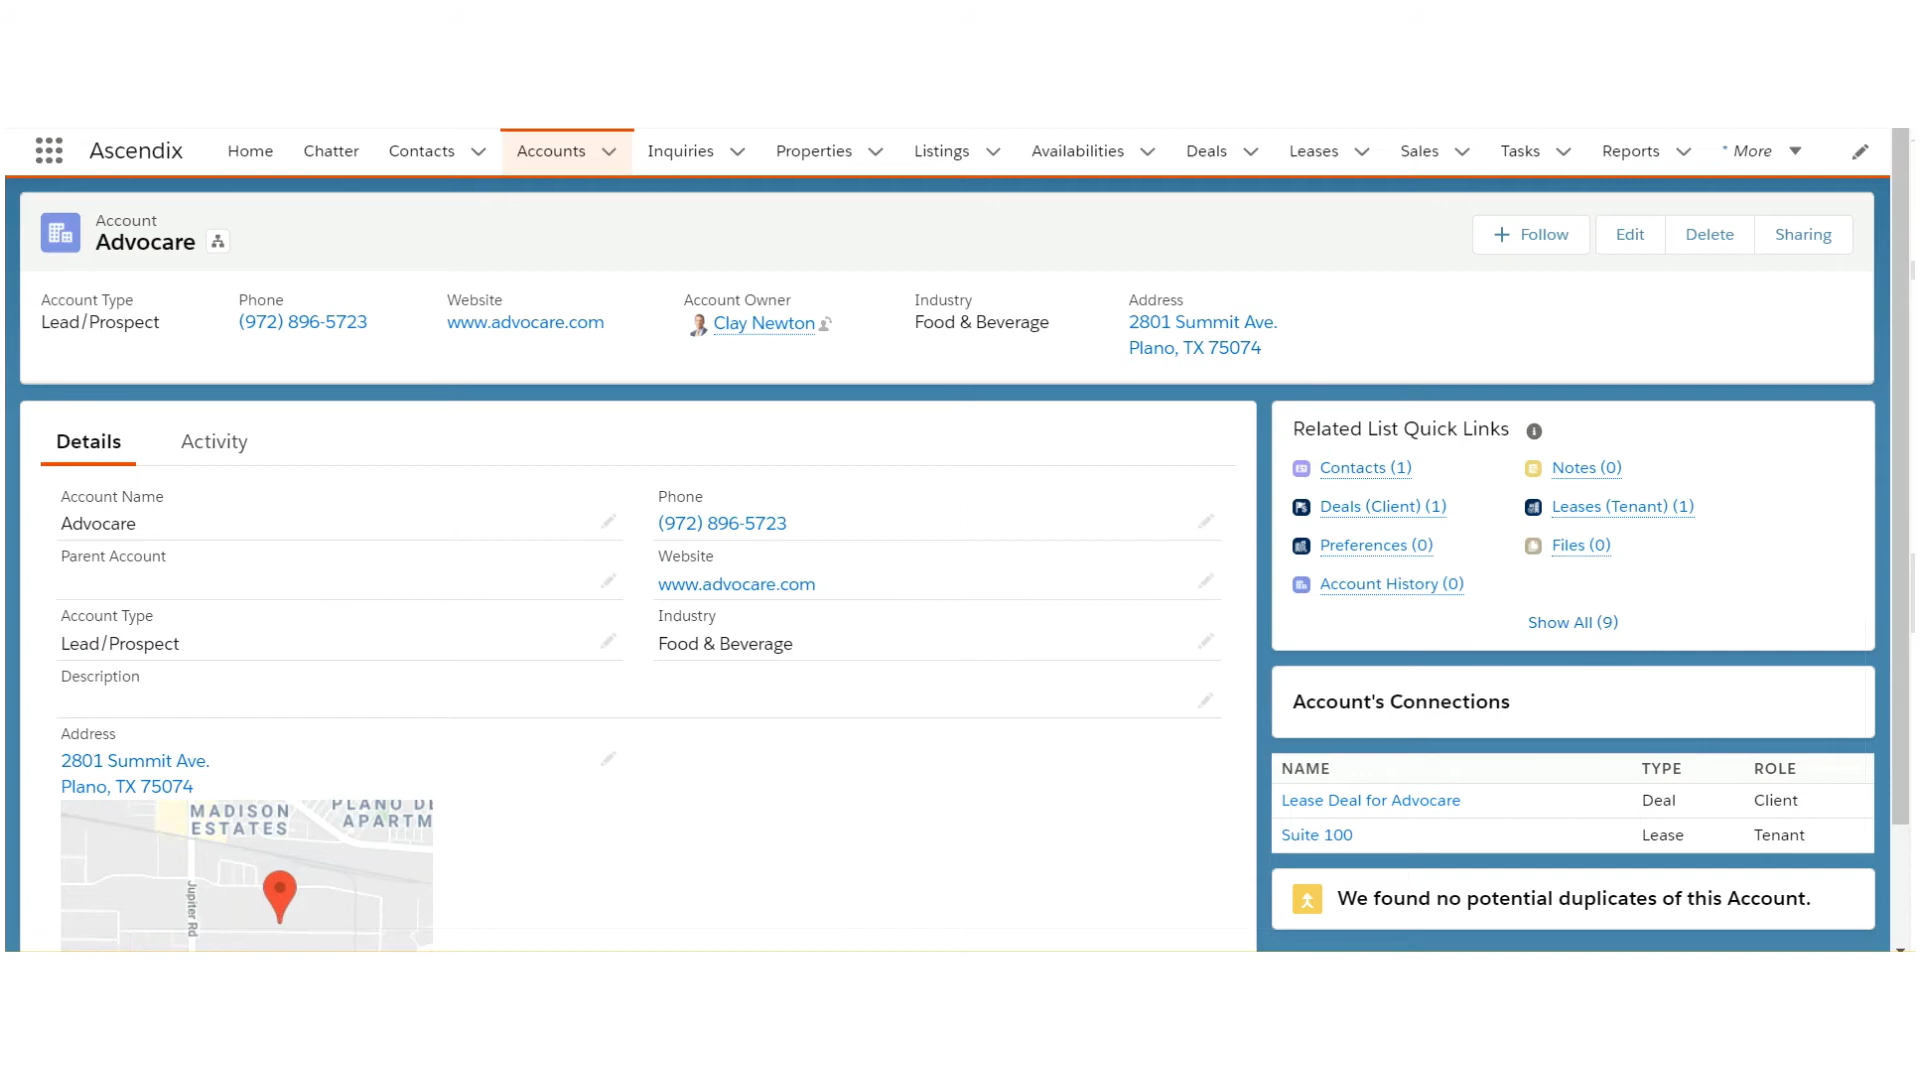 Ascendix Home Chatter Contacts Accounts Inquiries Properties Listings Availabilities Deals Leases Sales Tasks Reports * More
Account
Advocare
Follow Edit Delete Sharing
Account Type Phone Website Account Owner Industry Address
Lead/Prospect (972) 896-5723 www.advocare.com Clay Newton Food & Beverage 2801 Summit Ave.
Plano, TX 75074
Details Activity
Account Name Phone
Advocare (972) 896-5723
Parent Account Website
www.advocare.com
Account Type Industry
Lead/Prospect Food & Beverage
Description
Address
2801 Summit Ave.
Plano, TX 75074
MADISON
ESTATES
PLANO DE
APARTM
Jupiter Rd
Related List Quick Links
Contacts (1) Notes (0)
Deals (Client) (1) Leases (Tenant) (1)
Preferences (0) Files (0)
Account History (0)
Show All (9)
Account's Connections
NAME TYPE ROLE
Lease Deal for Advocare Deal Client
Suite 100 Lease Tenant
We found no potential duplicates of this Account.